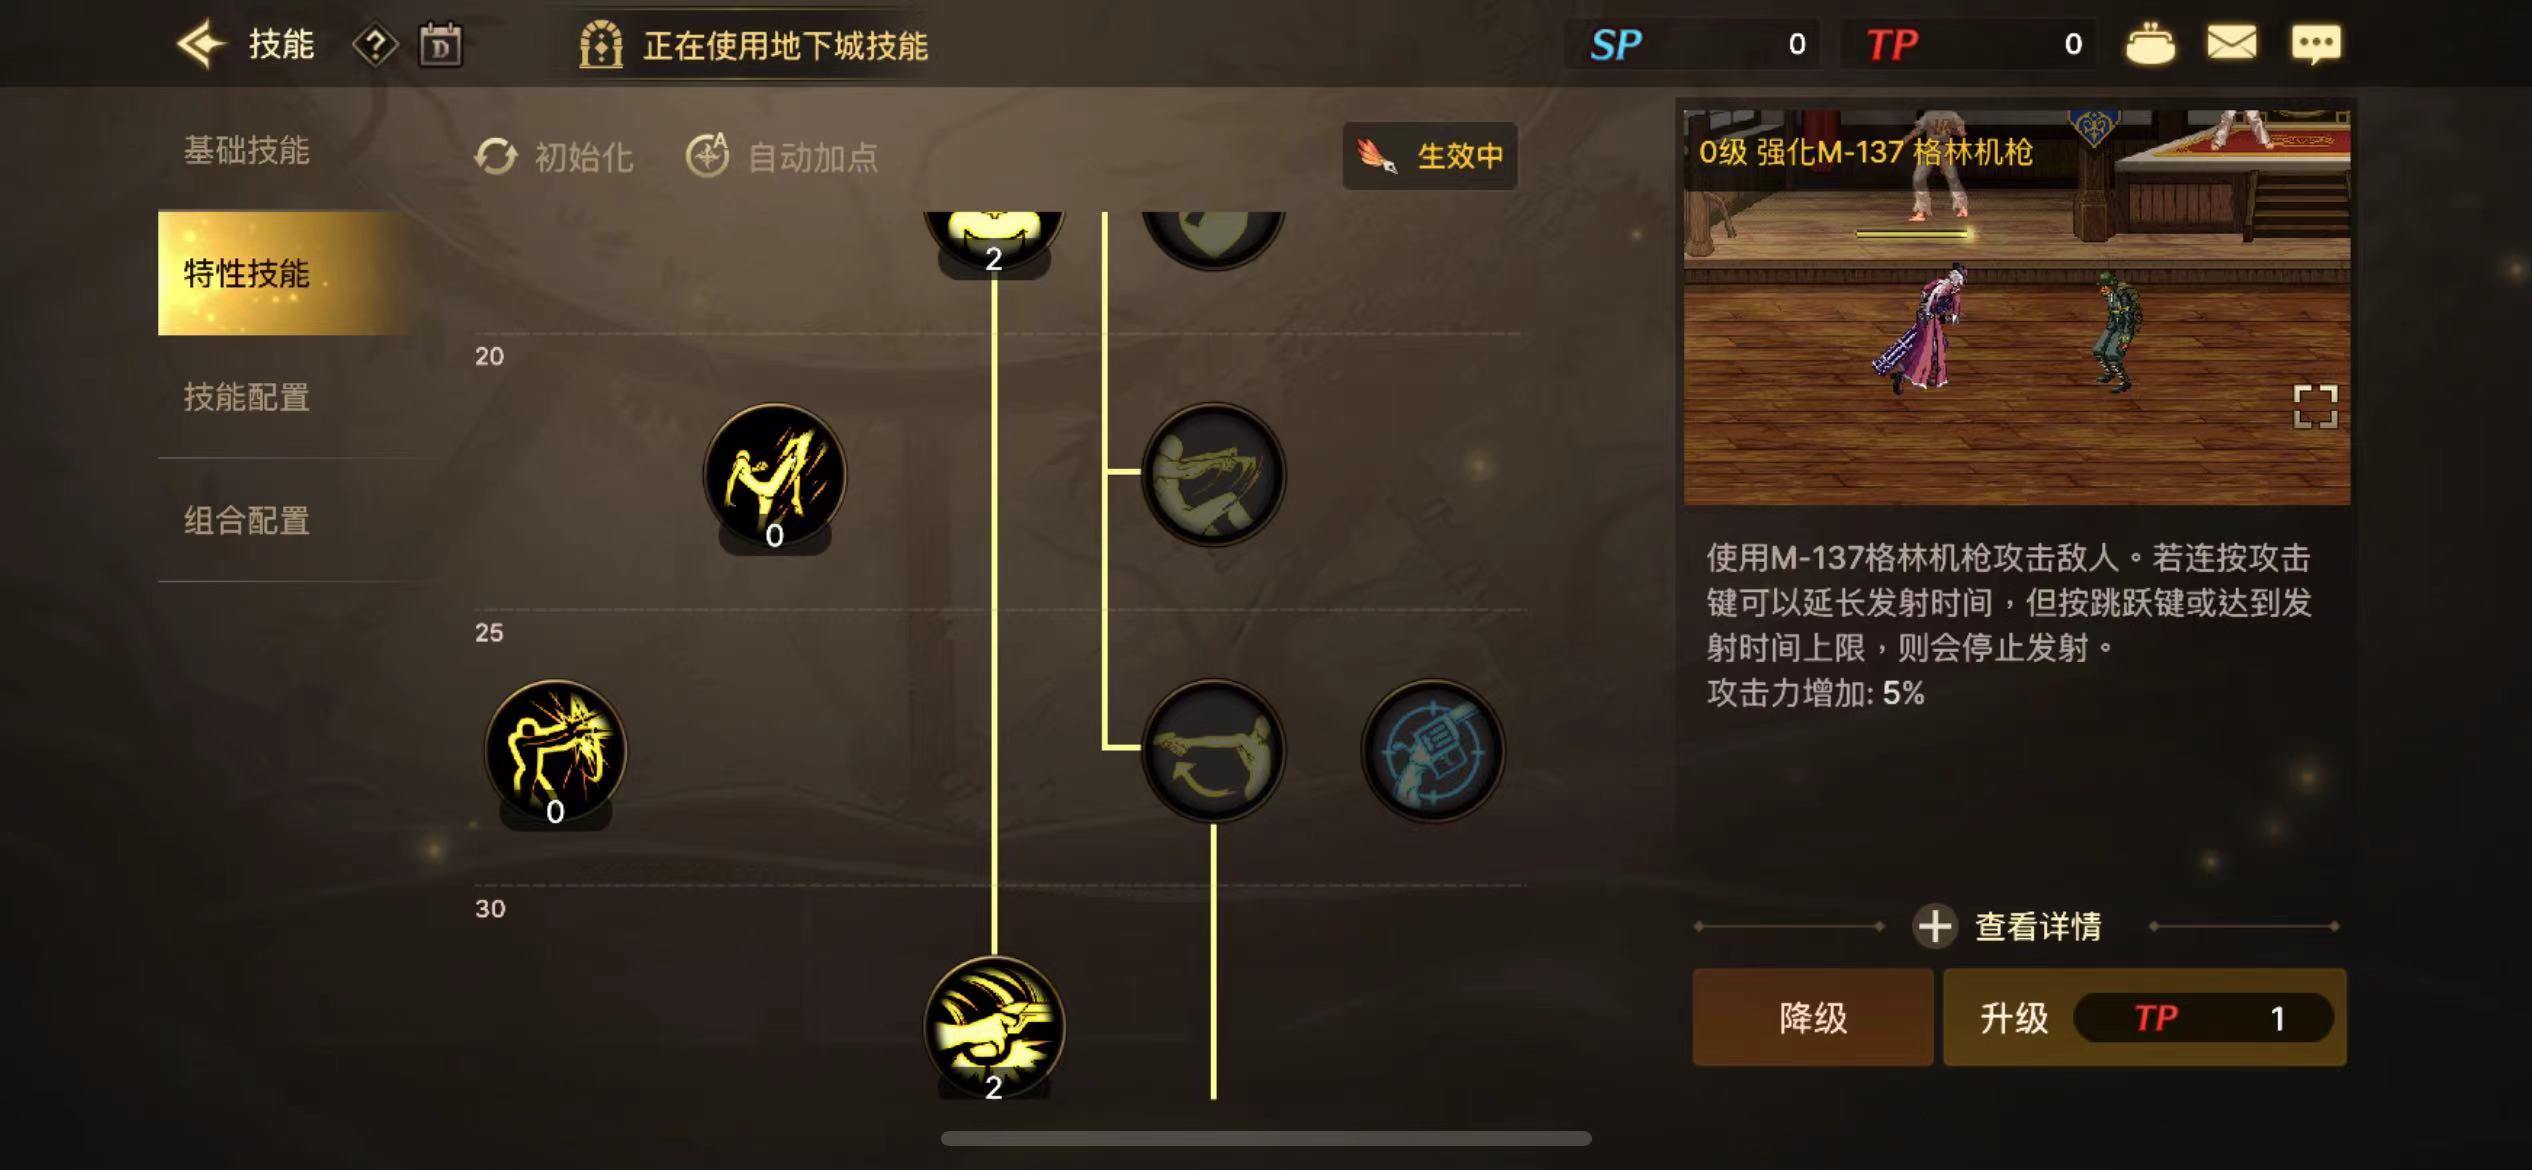 技能
正在使用地下城技能
SP 0
TP 0
基础技能
特性技能
技能配置
组合配置
初始化
自动加点
生效中
2
20
0
25
0
30
2
0级 强化M-137 格林机枪
使用M-137格林机枪攻击敌人。若连按攻击
键可以延长发射时间，但按跳跃键或达到发
射时间上限，则会停止发射。
攻击力增加: 5%
查看详情
降级
升级 TP 1